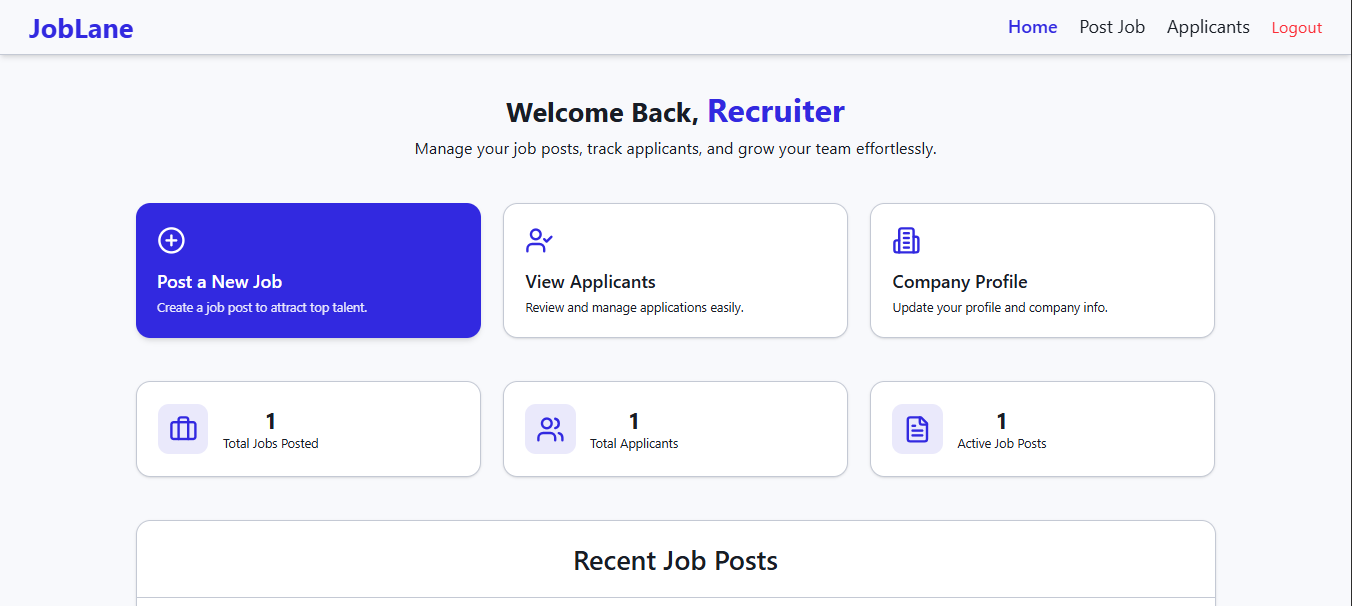 JobLane
Home Post Job Applicants Logout
Welcome Back, Recruiter
Manage your job posts, track applicants, and grow your team effortlessly.
Post a New Job
Create a job post to attract top talent.
View Applicants
Review and manage applications easily.
Company Profile
Update your profile and company info.
1
Total Jobs Posted
1
Total Applicants
1
Active Job Posts
Recent Job Posts